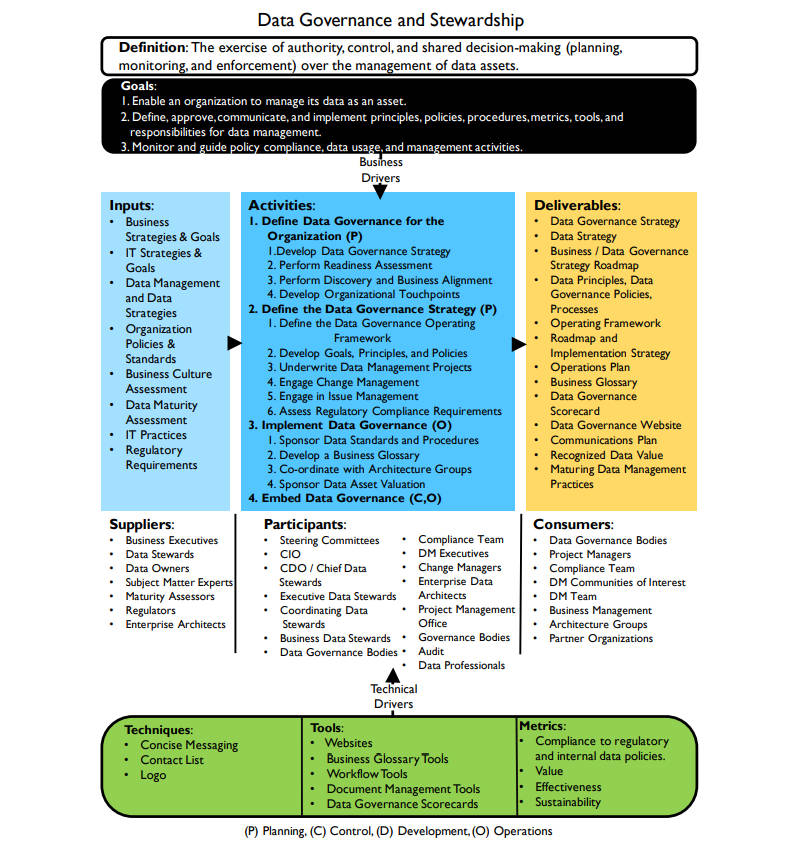 Data Governance and Stewardship
Definition: The exercise of authority, control, and shared decision-making (planning,
monitoring, and enforcement) over the management of data assets.
Goals:
1. Enable an organization to manage its data as an asset.
2. Define, approve, communicate, and implement principles, policies, procedures, metrics, tools, and
responsibilities for data management.
3. Monitor and guide policy compliance, data usage, and management activities.
Business
Drivers
Inputs:
• Business
Strategies & Goals
• IT Strategies &
Goals
• Data Management
and Data
Strategies
• Organization
Policies &
Standards
• Business Culture
Assessment
• Data Maturity
Assessment
• IT Practices
• Regulatory
Requirements
Activities:
1. Define Data Governance for the
Organization (P)
1.Develop Data Governance Strategy
2. Perform Readiness Assessment
3. Perform Discovery and Business Alignment
4. Develop Organizational Touchpoints
2. Define the Data Governance Strategy (P)
1. Define the Data Governance Operating
Framework
2. Develop Goals, Principles, and Policies
3. Underwrite Data Management Projects
4. Engage Change Management
5. Engage in Issue Management
6. Assess Regulatory Compliance Requirements
3. Implement Data Governance (O)
1. Sponsor Data Standards and Procedures
2. Develop a Business Glossary
3. Co-ordinate with Architecture Groups
4. Sponsor Data Asset Valuation
4. Embed Data Governance (C,O)
Deliverables:
• Data Governance Strategy
• Data Strategy
• Business / Data Governance
Strategy Roadmap
• Data Principles, Data
Governance Policies,
Processes
• Operating Framework
• Roadmap and
Implementation Strategy
• Operations Plan
• Business Glossary
• Data Governance
Scorecard
• Data Governance Website
• Communications Plan
• Recognized Data Value
• Maturing Data Management
Practices
Suppliers:
• Business Executives
• Data Stewards
• Data Owners
• Subject Matter Experts
• Maturity Assessors
• Regulators
• Enterprise Architects
Participants:
• Steering Committees
• CIO
• CDO / Chief Data
Stewards
• Executive Data Stewards
• Coordinating Data
Stewards
• Business Data Stewards
• Data Governance Bodies
• Compliance Team
• DM Executives
• Change Managers
• Enterprise Data
Architects
• Project Management
Office
• Governance Bodies
• Audit
• Data Professionals
Consumers:
• Data Governance Bodies
• Project Managers
• Compliance Team
• DM Communities of Interest
• DM Team
• Business Management
• Architecture Groups
• Partner Organizations
Technical
Drivers
Techniques:
• Concise Messaging
• Contact List
• Logo
Tools:
• Websites
• Business Glossary Tools
• Workflow Tools
• Document Management Tools
• Data Governance Scorecards
Metrics:
• Compliance to regulatory
and internal data policies.
• Value
• Effectiveness
• Sustainability
(P) Planning, (C) Control, (D) Development, (O) Operations